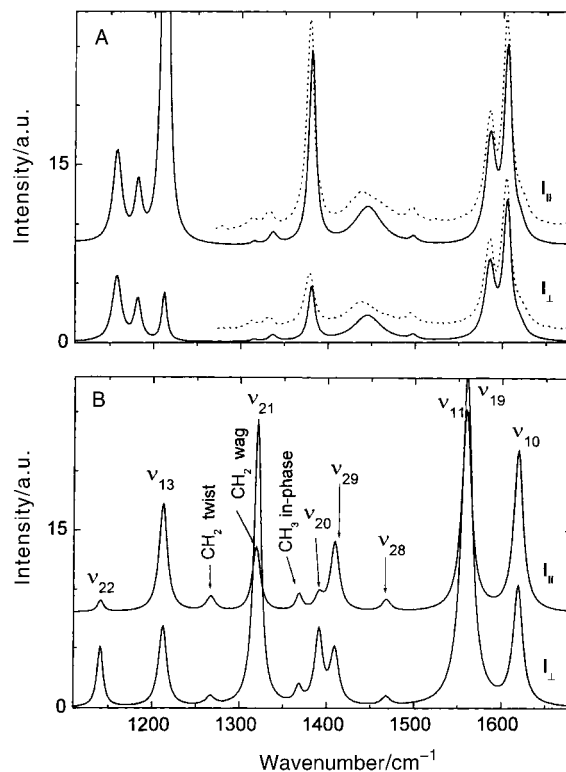 A
Intensity/a.u.
15
0
I||
I⊥
1200
1300
1400
1500
1600
B
Intensity/a.u.
15
0
ν22
ν13
CH2 twist
ν21
CH2 wag
CH3 in-phase
ν20
ν29
ν28
ν11
ν19
ν10
I||
I⊥
1200
1300
1400
1500
1600
Wavenumber/cm−1